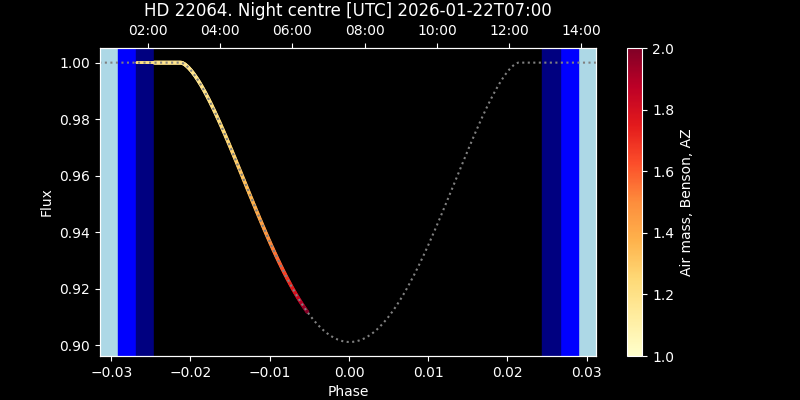 HD 22064. Night centre [UTC] 2026-01-22T07:00
02:00 04:00 06:00 08:00 10:00 12:00 14:00
1.00
0.98
0.96
0.94
0.92
0.90
Flux
−0.03 −0.02 −0.01 0.00 0.01 0.02 0.03
Phase
2.0
1.8
1.6
1.4
1.2
1.0
Air mass, Benson, AZ